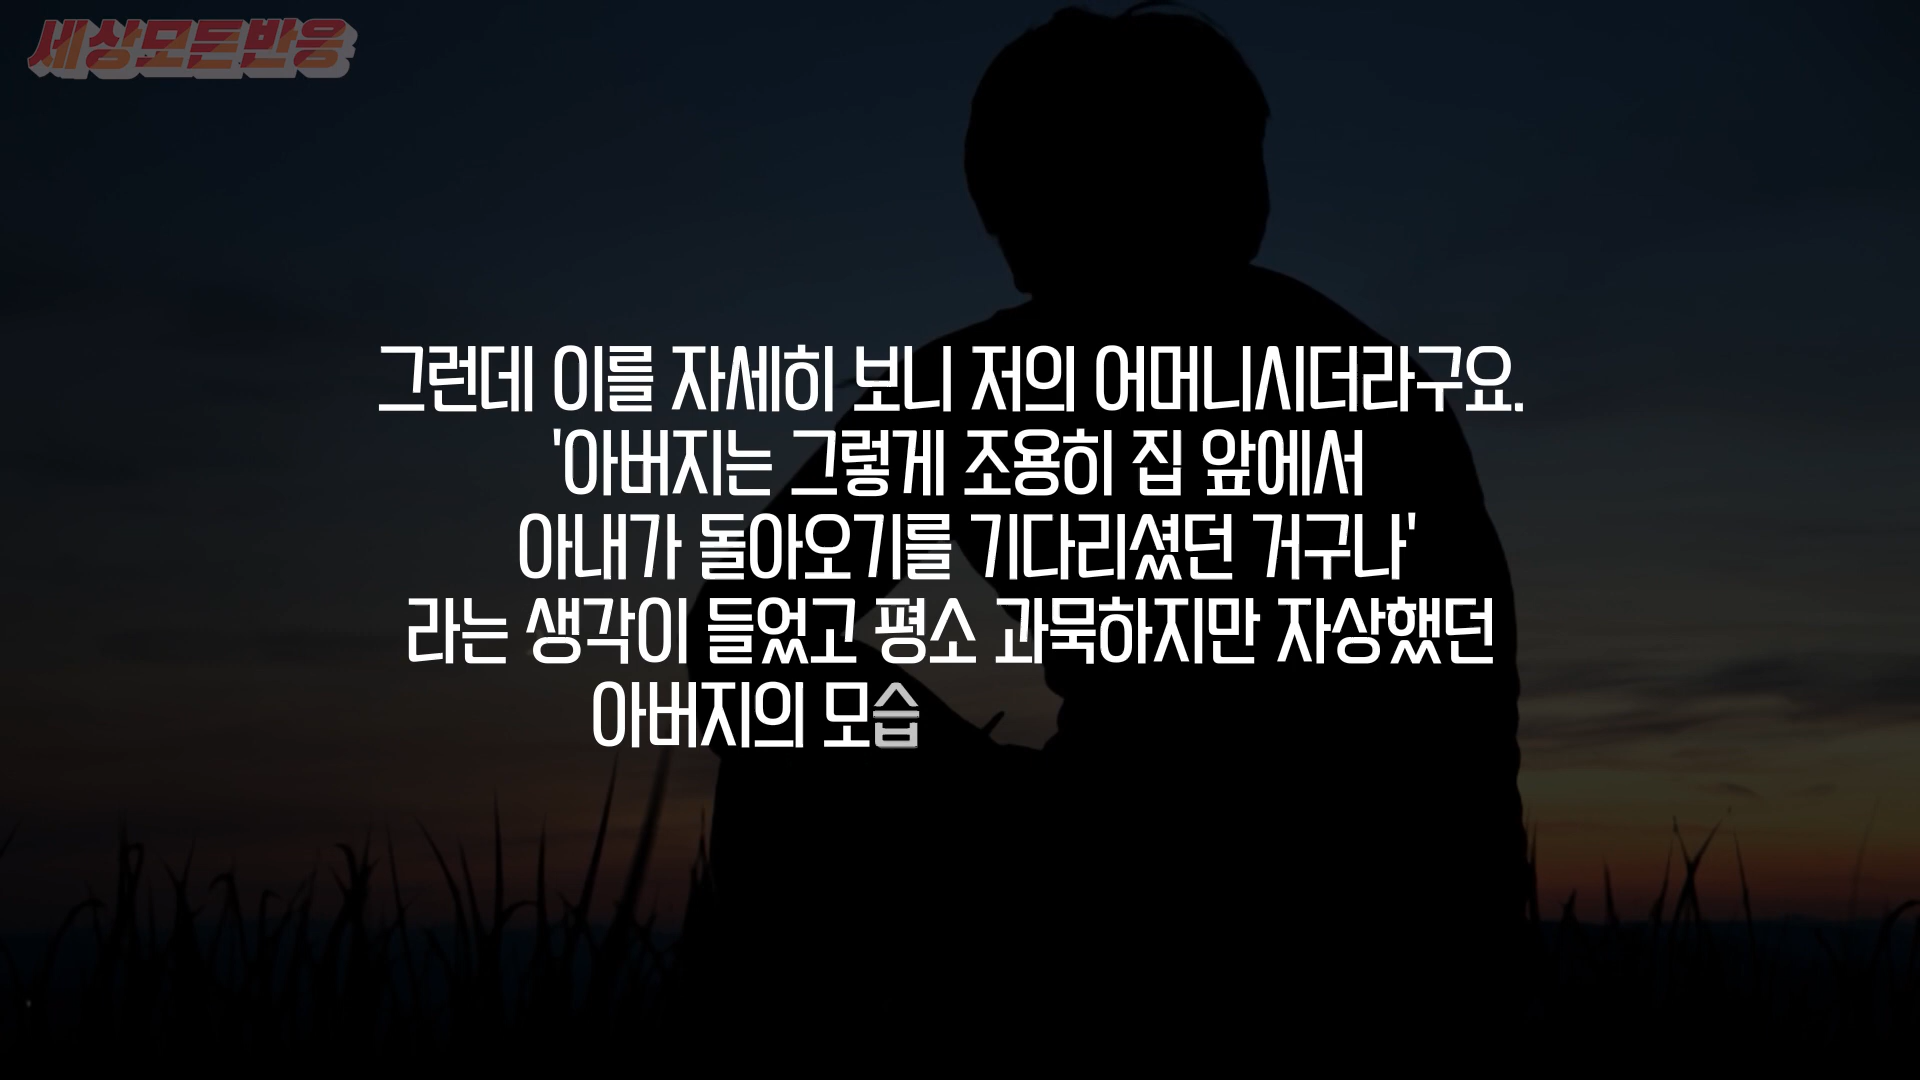 세상모든반응
그런데 이를 자세히 보니 저의 어머니시더라구요.
'아버지는 그렇게 조용히 집 앞에서
아내가 돌아오기를 기다리셨던 거구나'
라는 생각이 들었고 평소 과묵하지만 자상했던
아버지의 모습